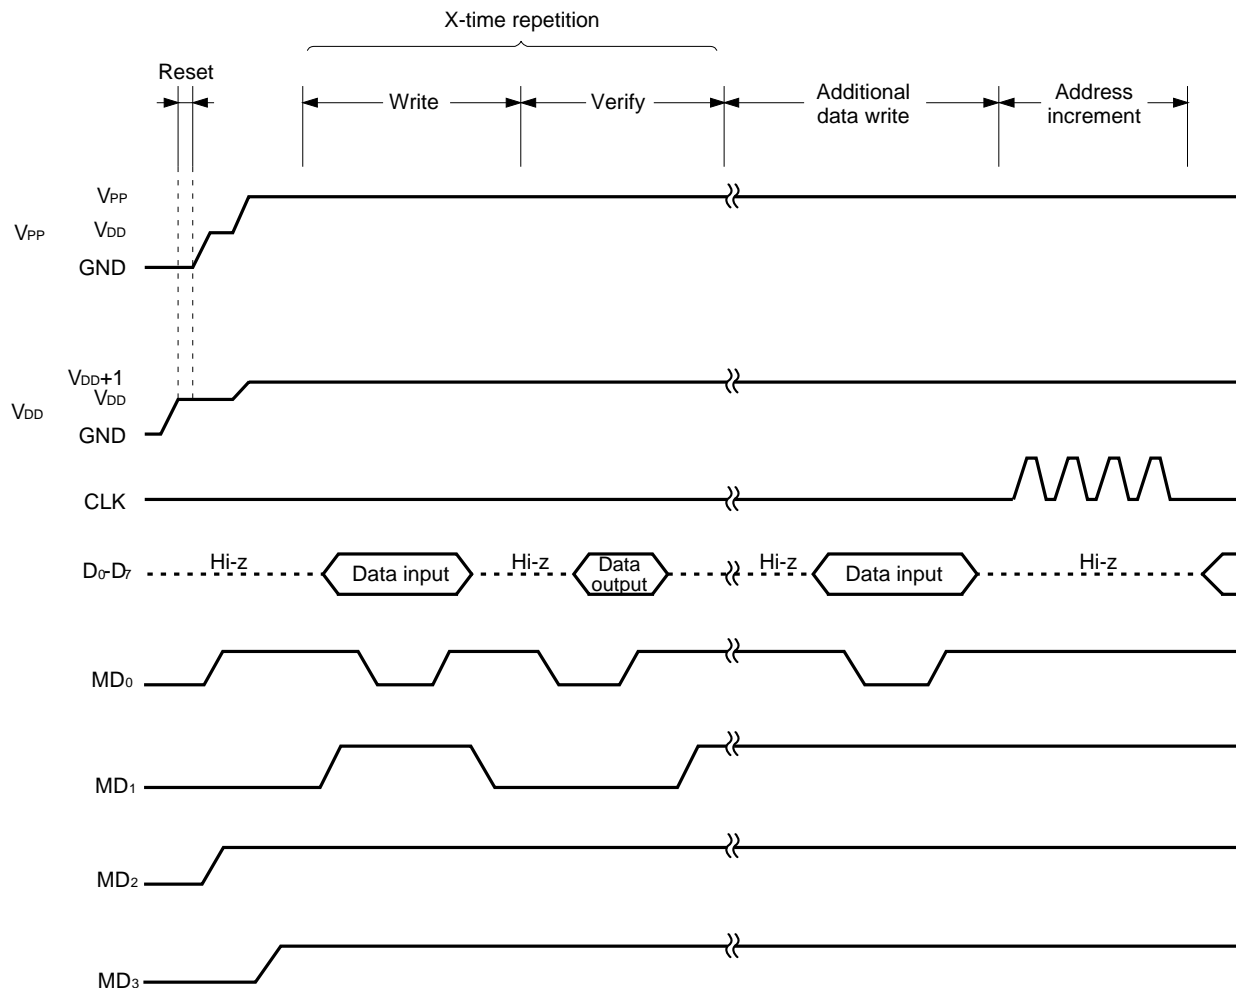 X-time repetition
Reset
Write
Verify
Additional
data write
Address
increment
VPP
VPP
VDD
GND
VDD+1
VDD
VDD
GND
CLK
D0-D7
Hi-z
Data input
Hi-z
Data
output
Hi-z
Data input
Hi-z
MD0
MD1
MD2
MD3